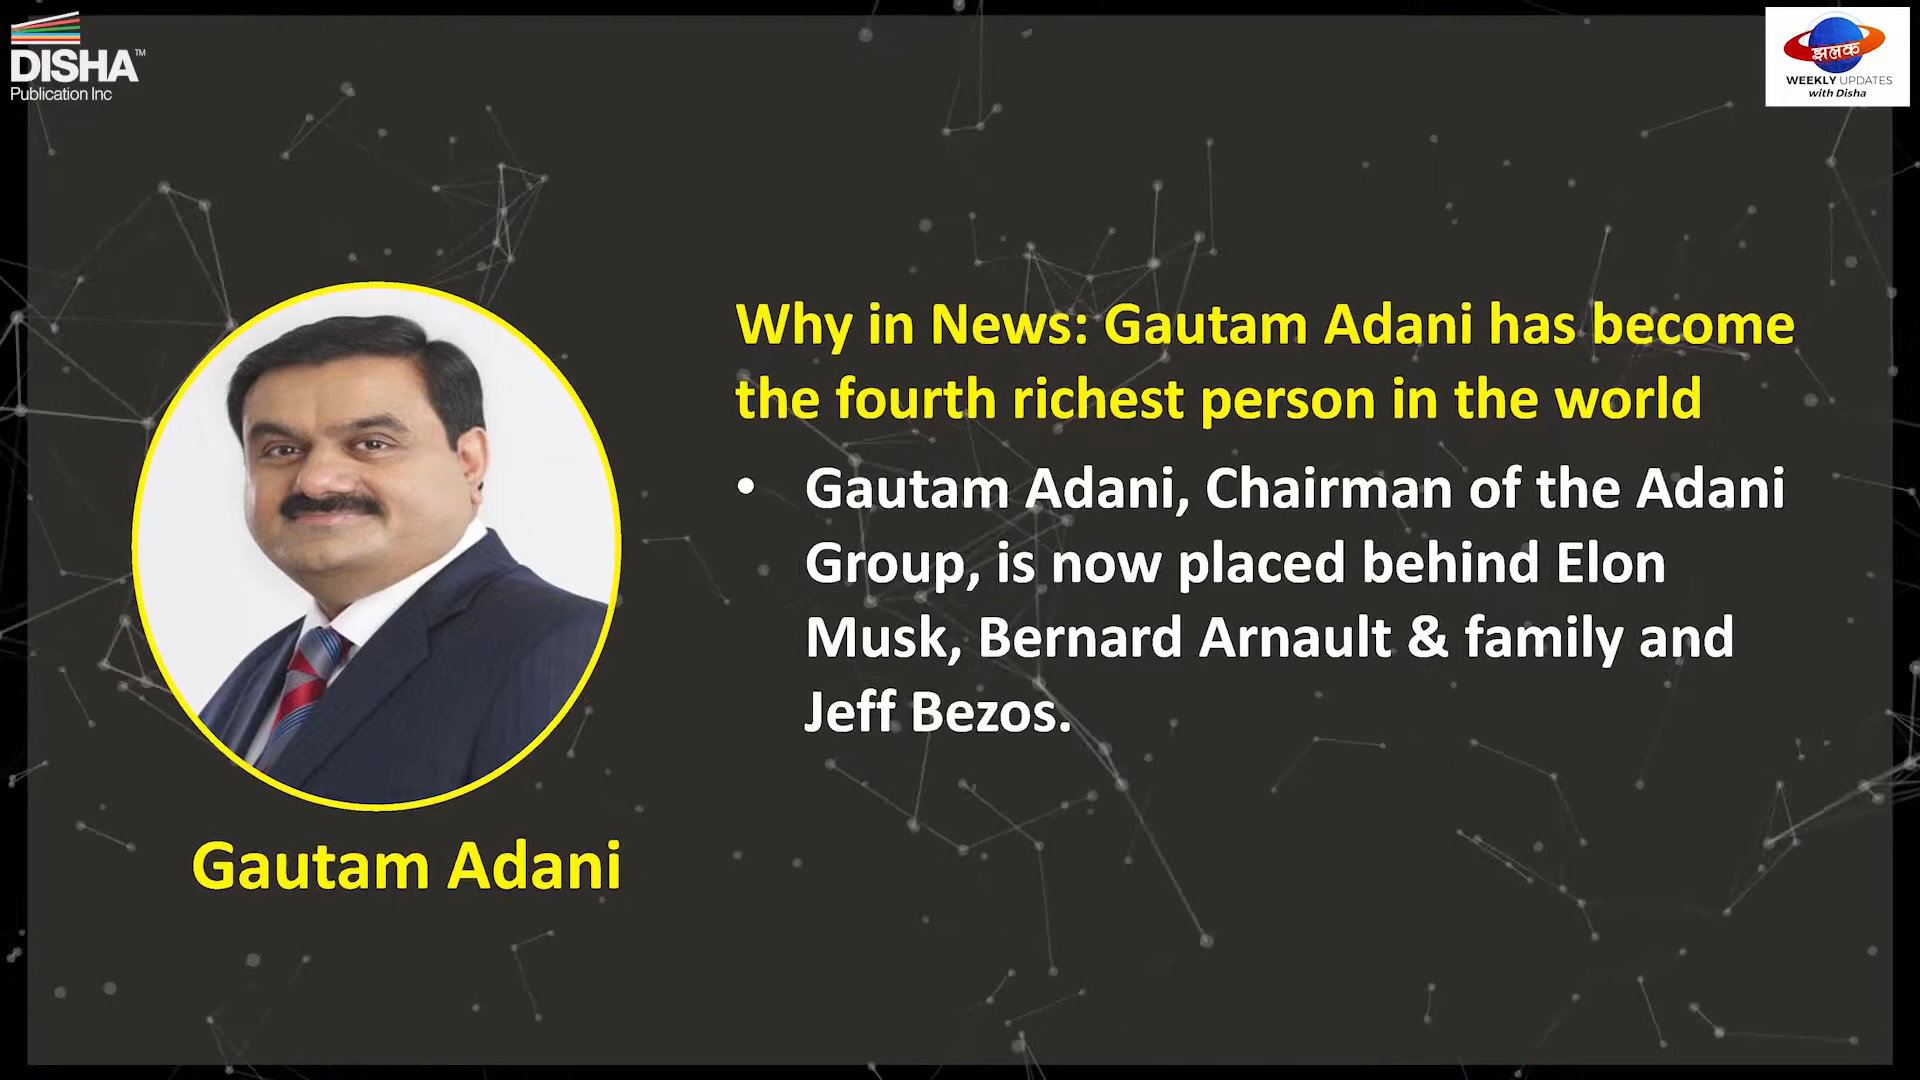 DISHA™
Publication Inc
झलक
WEEKLY UPDATES
with Disha
Why in News: Gautam Adani has become
the fourth richest person in the world
• Gautam Adani, Chairman of the Adani
Group, is now placed behind Elon
Musk, Bernard Arnault & family and
Jeff Bezos.
Gautam Adani